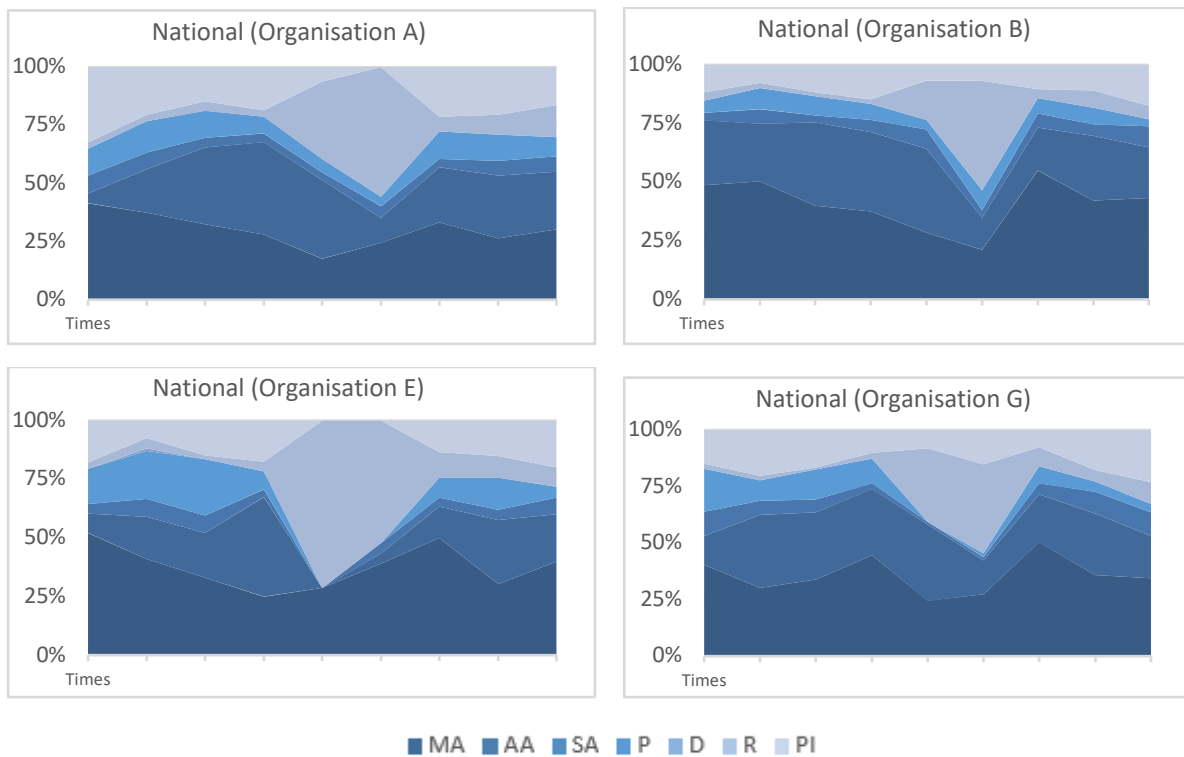 National (Organisation A)
100%
75%
50%
25%
0%
Times
National (Organisation B)
100%
75%
50%
25%
0%
Times
National (Organisation E)
100%
75%
50%
25%
0%
Times
National (Organisation G)
100%
75%
50%
25%
0%
Times
MA AA SA P D R PI